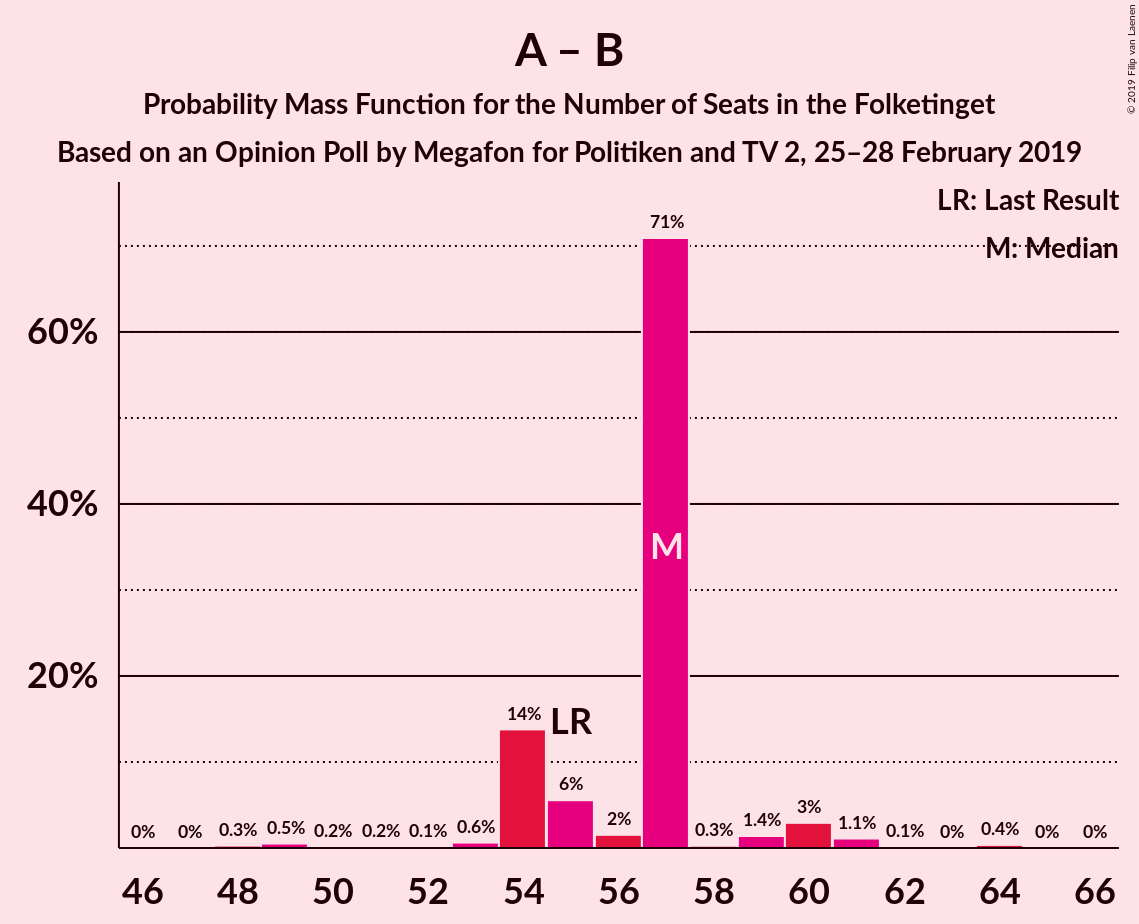 A – B
Probability Mass Function for the Number of Seats in the Folketinget
Based on an Opinion Poll by Megafon for Politiken and TV 2, 25–28 February 2019
© 2019 Filip van Laenen
LR: Last Result
M: Median
60%
40%
20%
0% 0% 0.3% 0.5% 0.2% 0.2% 0.1% 0.6% 14% 6% 2% 71% 0.3% 1.4% 3% 1.1% 0.1% 0% 0.4% 0% 0%
LR
M
46 48 50 52 54 56 58 60 62 64 66